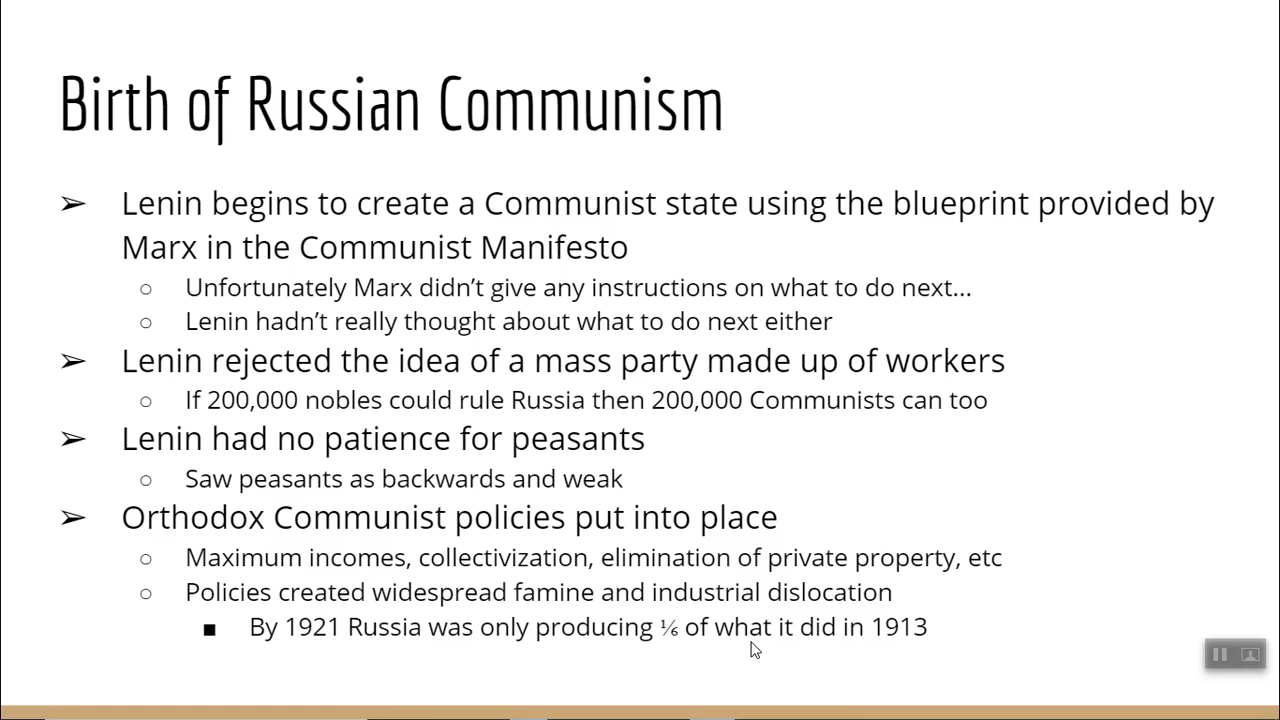 Birth of Russian Communism
➢ Lenin begins to create a Communist state using the blueprint provided by
Marx in the Communist Manifesto
○ Unfortunately Marx didn’t give any instructions on what to do next...
○ Lenin hadn’t really thought about what to do next either
➢ Lenin rejected the idea of a mass party made up of workers
○ If 200,000 nobles could rule Russia then 200,000 Communists can too
➢ Lenin had no patience for peasants
○ Saw peasants as backwards and weak
➢ Orthodox Communist policies put into place
○ Maximum incomes, collectivization, elimination of private property, etc
○ Policies created widespread famine and industrial dislocation
■ By 1921 Russia was only producing ⅙ of what it did in 1913